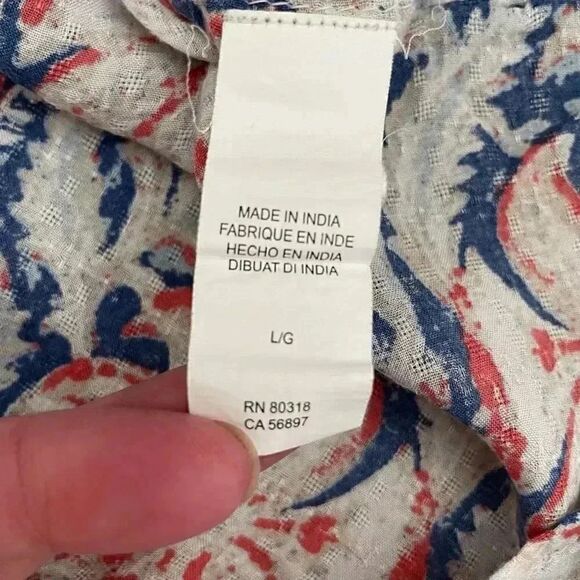 MADE IN INDIA
FABRIQUE EN INDE
HECHO EN INDIA
DIBUAT DI INDIA
L/G
RN 80318
CA 56897